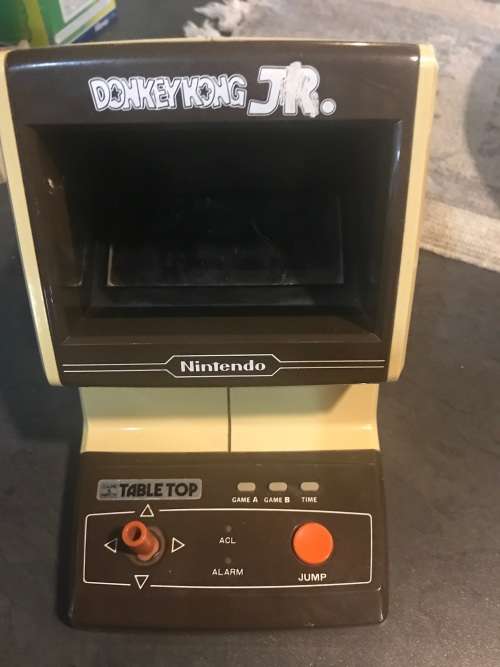 DONKEY KONG JR.
Nintendo
TABLE TOP
GAME A GAME B TIME
ACL
ALARM
JUMP